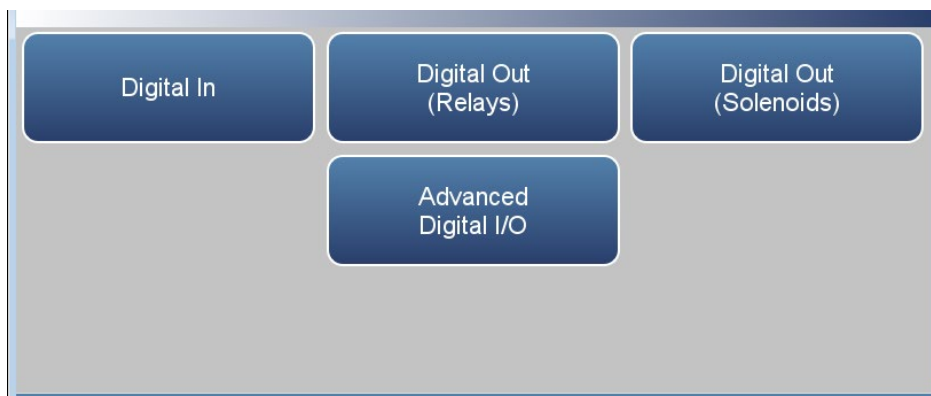 Digital In
Digital Out
(Relays)
Digital Out
(Solenoids)
Advanced
Digital I/O